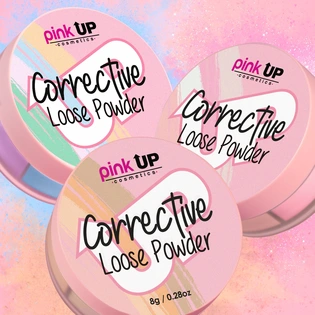 pink UP
·cosmetics·
Corrective
Loose Powder
pink UP
·cosmetics·
Corrective
Loose Powder
pink UP
·cosmetics·
Corrective
Loose Powder
8g / 0.28oz